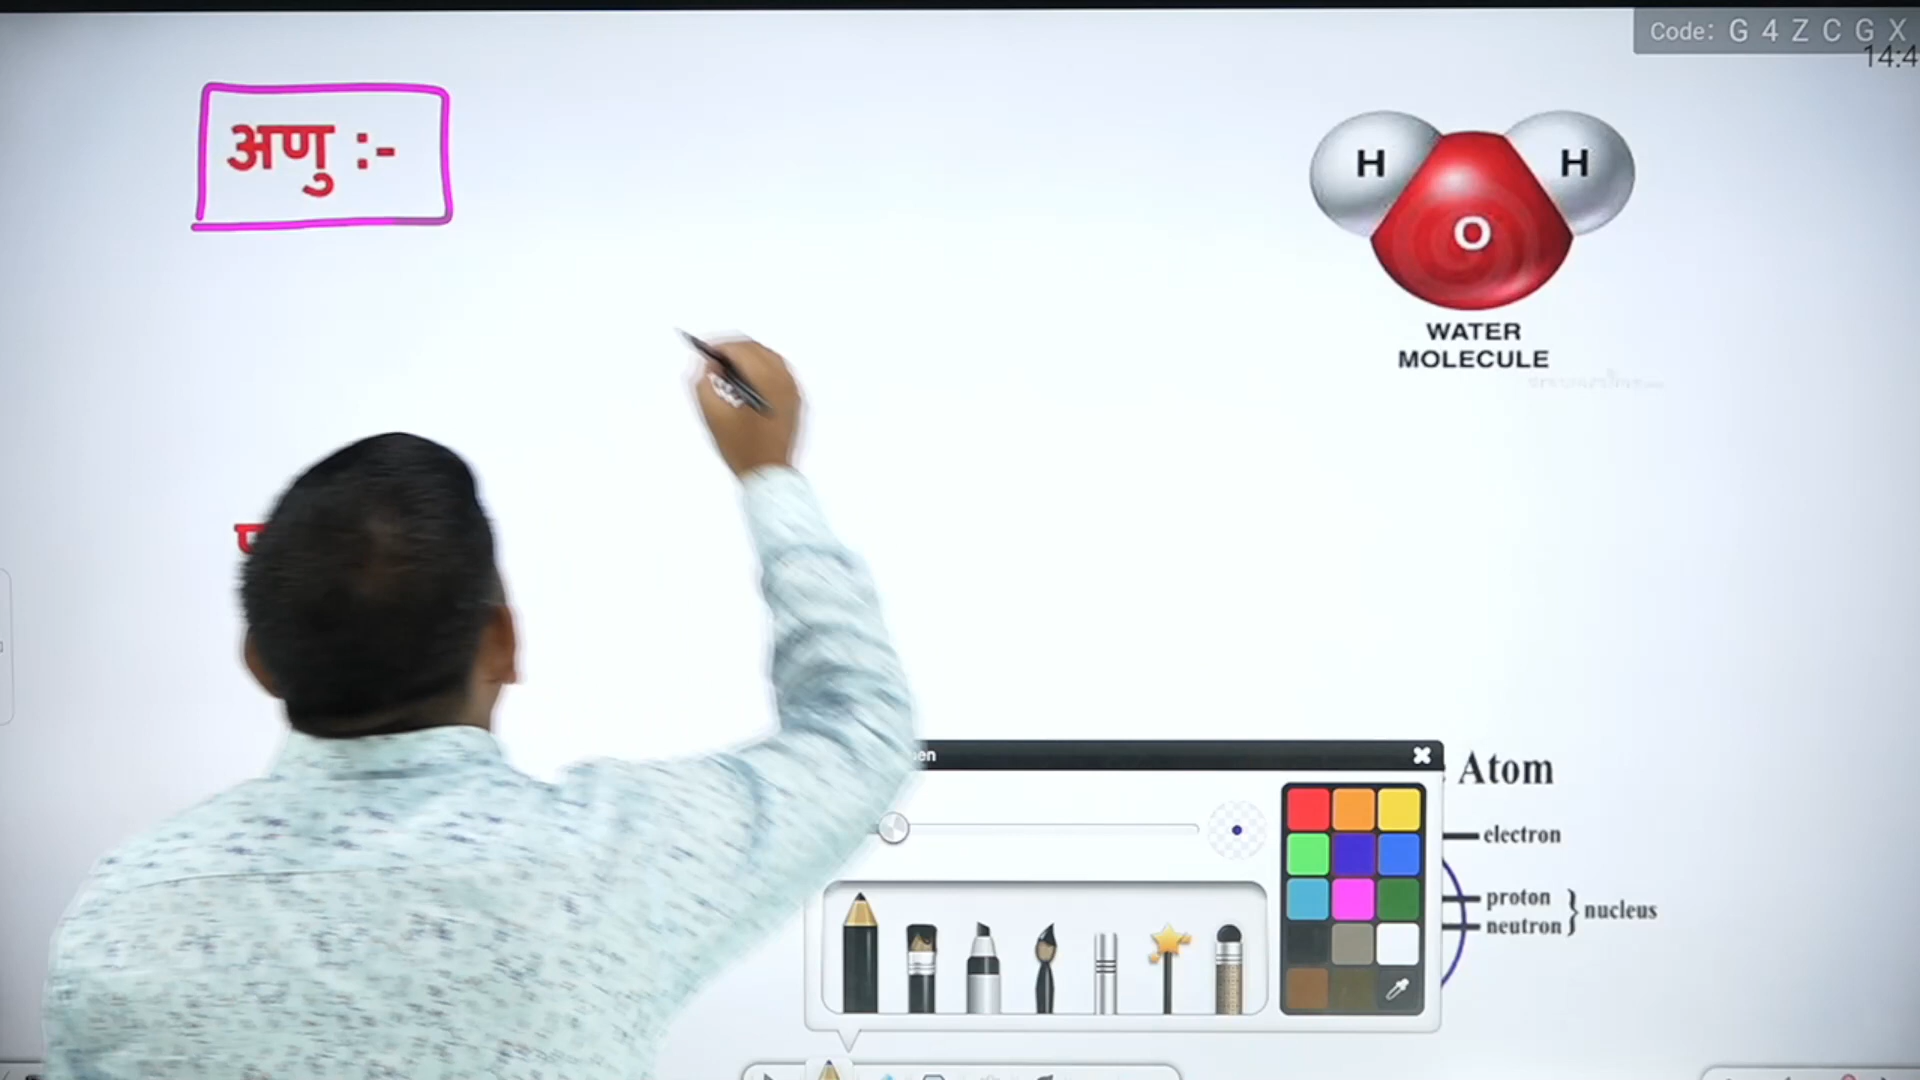 Code: G 4 Z C G X
14:4
अणु :-
H
H
O
WATER
MOLECULE
Atom
electron
proton
neutron
nucleus